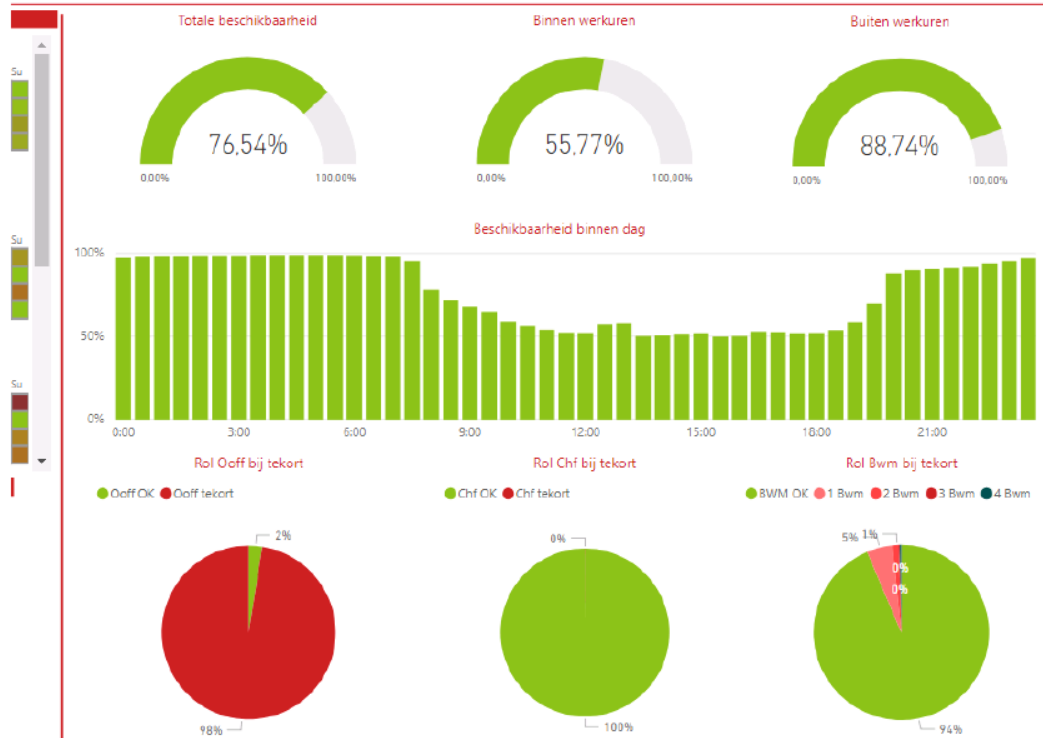 Totale beschikbaarheid
Binnen werkuren
Buiten werkuren
Su
76,54%
55,77%
88,74%
0,00%
100,00%
0,00%
100,00%
0,00%
100,00%
Su
Beschikbaarheid binnen dag
100%
50%
0%
0:00
3:00
6:00
9:00
12:00
15:00
18:00
21:00
Su
Rol Ooff bij tekort
Rol Chf bij tekort
Rol Bwm bij tekort
Ooff OK Ooff tekort
Chf OK Chf tekort
BWM OK 1 Bwm 2 Bwm 3 Bwm 4 Bwm
2%
98%
0%
100%
5%
1%
0%
0%
94%